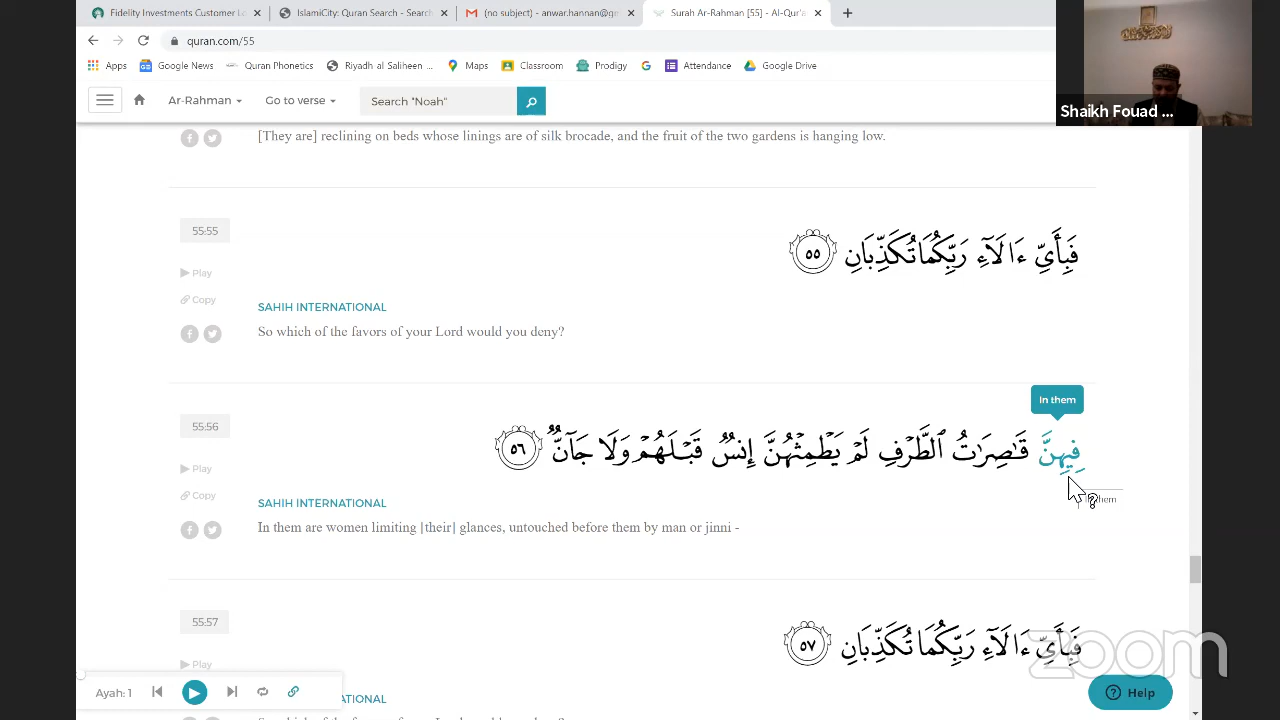 Fidelity Investments Customer Lo
IslamiCity: Quran Search - Search
(no subject) - anwar.hannan@gm
Surah Ar-Rahman [55] - Al-Qur'a
quran.com/55
Apps Google News Quran Phonetics Riyadh al Saliheen ... Maps Classroom Prodigy Attendance Google Drive
Shaikh Fouad ...
Ar-Rahman Go to verse Search "Noah"
[They are] reclining on beds whose linings are of silk brocade, and the fruit of the two gardens is hanging low.
55:55
فَبِأَىِّ ءَالَآءِ رَبِّكُمَا تُكَذِّبَانِ ٥٥
Play
Copy
SAHIH INTERNATIONAL
So which of the favors of your Lord would you deny?
In them
55:56
فِيهِنَّ قَـٰصِرَٰتُ ٱلطَّرْفِ لَمْ يَطْمِثْهُنَّ إِنسٌ قَبْلَهُمْ وَلَا جَآنٌّ ٥٦
Play
Copy
SAHIH INTERNATIONAL
In them are women limiting [their] glances, untouched before them by man or jinni -
55:57
فَبِأَىِّ ءَالَآءِ رَبِّكُمَا تُكَذِّبَانِ ٥٧
Play
zoom
Ayah: 1
ATIONAL
Help